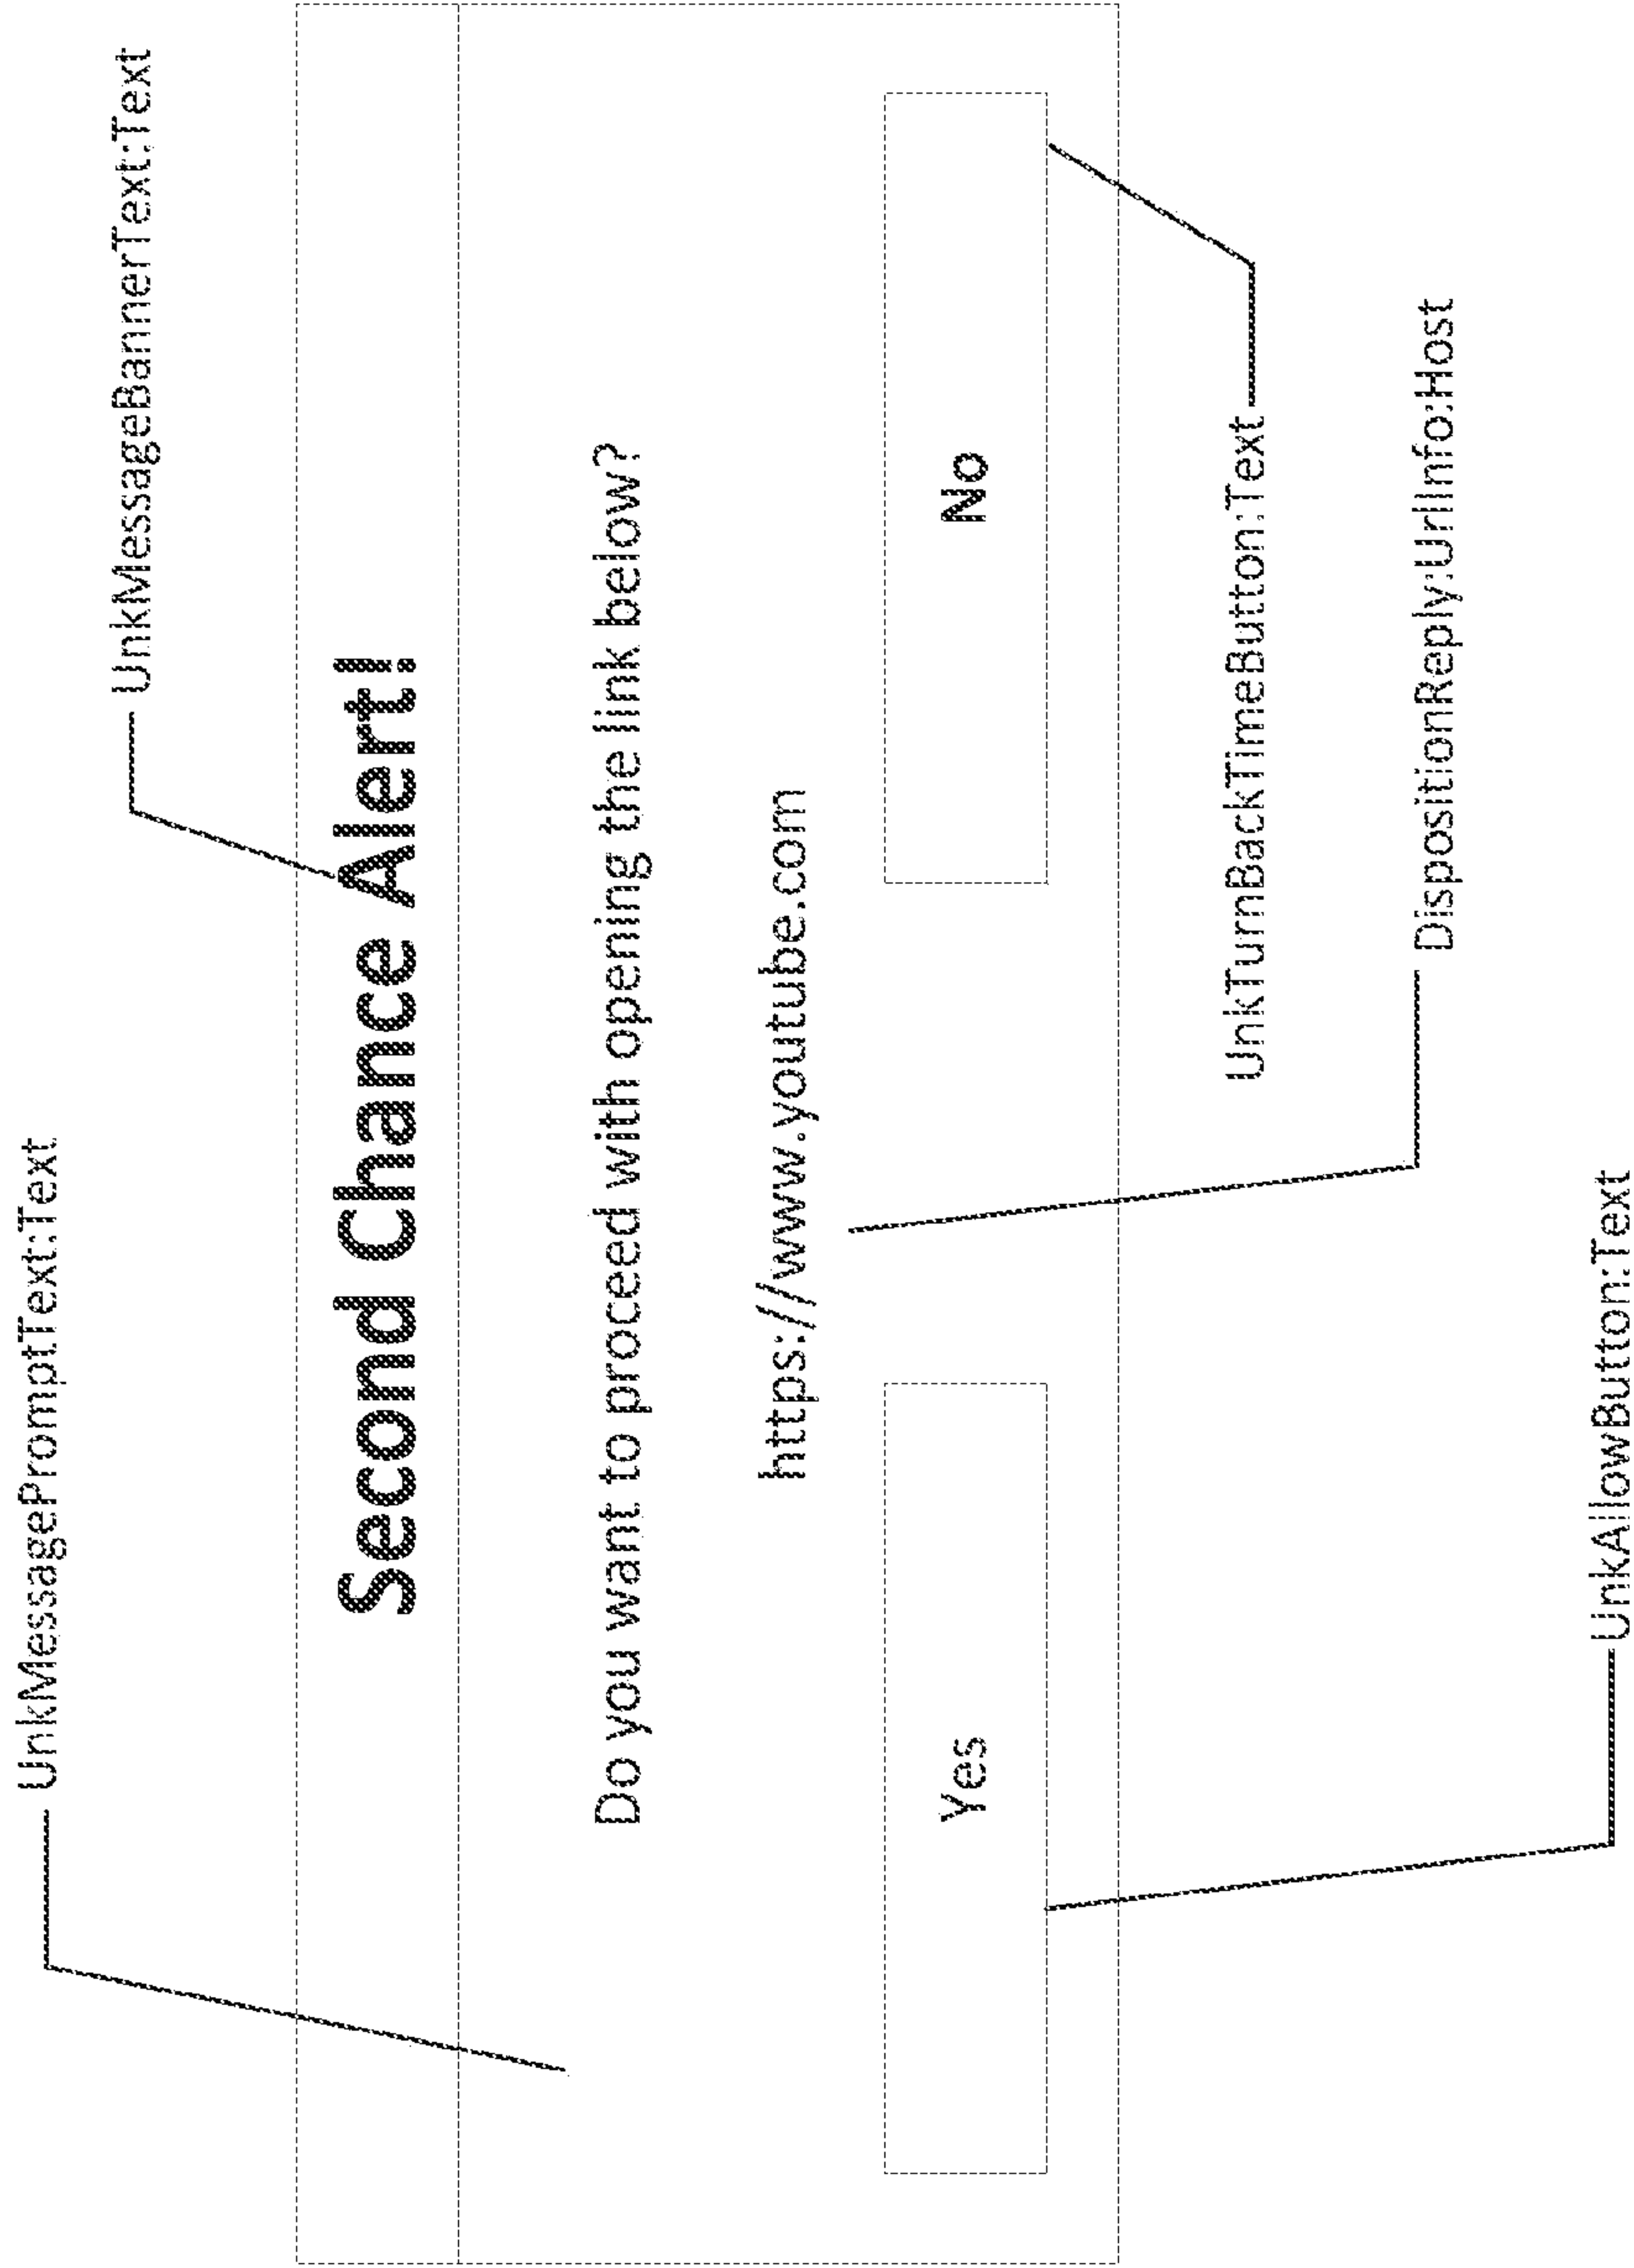 UnkMessagePromptText:Text
UnkMessageBannerText:Text
Second Chance Alert!
Do you want to proceed with opening the link below?
https://www.youtube.com
Yes
No
UnkTurnBackTimeButton:Text
DispositionReply:UrlInfo:Host
UnkAllowButton:Text